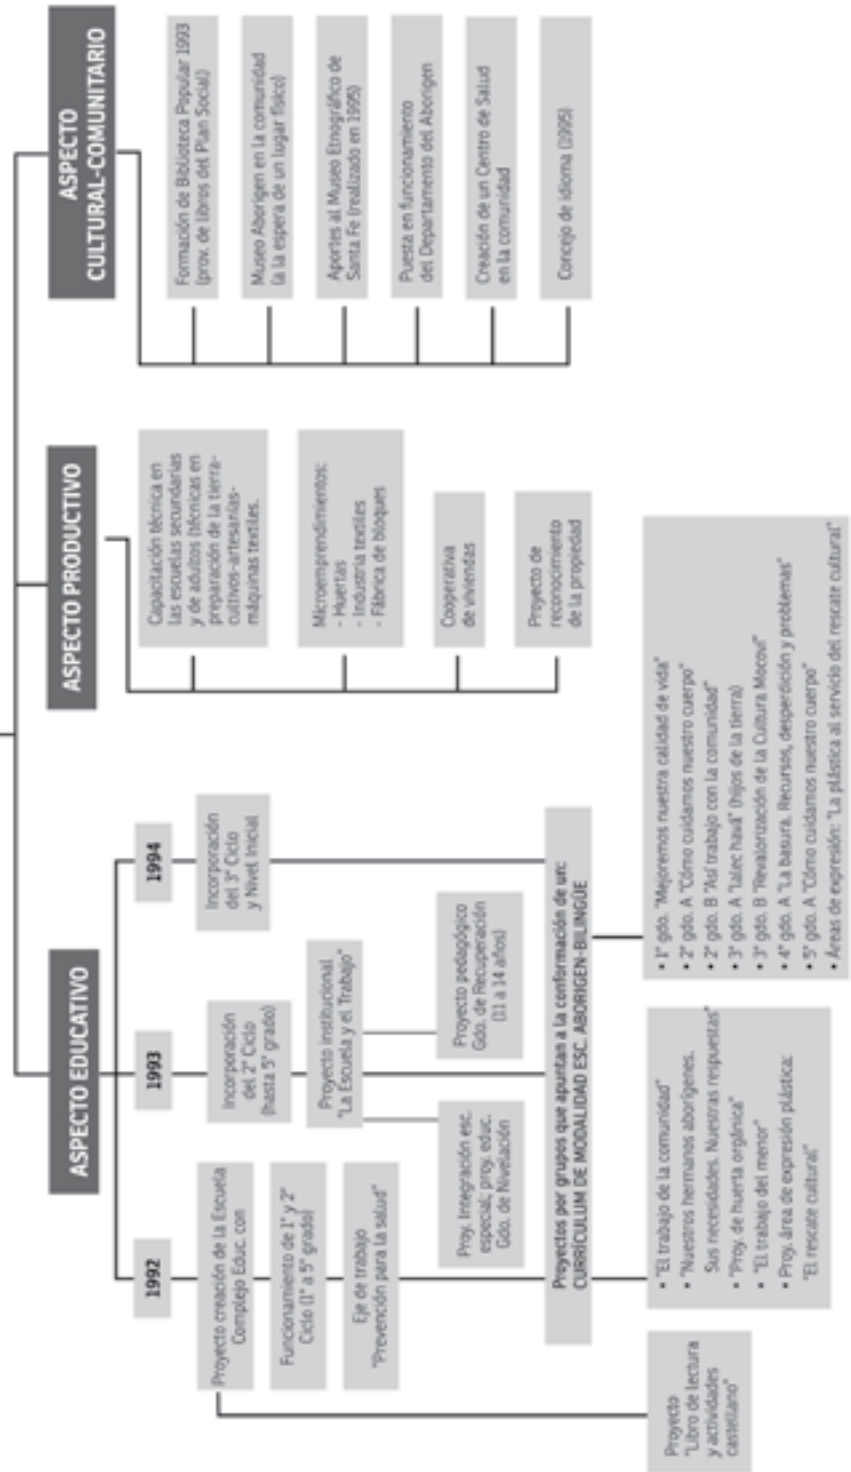 ASPECTO EDUCATIVO
1992
Proyecto creación de la Escuela
Complejo Educ. con
Funcionamiento de 1° y 2°
Ciclo (1° a 5° grado)
Eje de trabajo
"Prevención para la salud"
1993
Incorporación
del 2° Ciclo
(hasta 5° grado)
Proyecto institucional
"La Escuela y el Trabajo"
Proy. Integración esc.
especial; proy. educ.
Gdo. de Nivelación
Proyecto pedagógico
Gdo. de Recuperación
(11 a 14 años)
1994
Incorporación
del 3° Ciclo
y Nivel Inicial
Proyectos por grupos que apuntan a la conformación de un:
CURRÍCULUM DE MODALIDAD ESC. ABORIGEN-BILINGÜE
Proyecto
"Libro de lectura
y actividades
castellano"
• "El trabajo de la comunidad"
• "Nuestros hermanos aborígenes.
Sus necesidades. Nuestras respuestas"
• "Proy. de huerta orgánica"
• "El trabajo del menor"
• Proy. área de expresión plástica:
"El rescate cultural"
• 1° gdo. "Mejoremos nuestra calidad de vida"
• 2° gdo. A "Cómo cuidamos nuestro cuerpo"
• 2° gdo. B "Así trabajo con la comunidad"
• 3° gdo. A "Lalec havá" (hijos de la tierra)
• 3° gdo. B "Revalorización de la Cultura Mocoví"
• 4° gdo. A "La basura. Recursos, desperdicio y problemas"
• 5° gdo. A "Cómo cuidamos nuestro cuerpo"
• Áreas de expresión: "La plástica al servicio del rescate cultural"
ASPECTO PRODUCTIVO
Capacitación técnica en
las escuelas secundarias
y de adultos (técnicas en
preparación de la tierra-
cultivos-artesanías-
máquinas textiles.
Microemprendimientos:
- Huertas
- Industria textiles
- Fábrica de bloques
Cooperativa
de viviendas
Proyecto de
reconocimiento
de la propiedad
ASPECTO
CULTURAL-COMUNITARIO
Formación de Biblioteca Popular 1993
(prov. de libros del Plan Social)
Museo Aborigen en la comunidad
(a la espera de un lugar físico)
Aportes al Museo Etnográfico de
Santa Fe (realizado en 1995)
Puesta en funcionamiento
del Departamento del Aborigen
Creación de un Centro de Salud
en la comunidad
Concejo de idioma (1995)